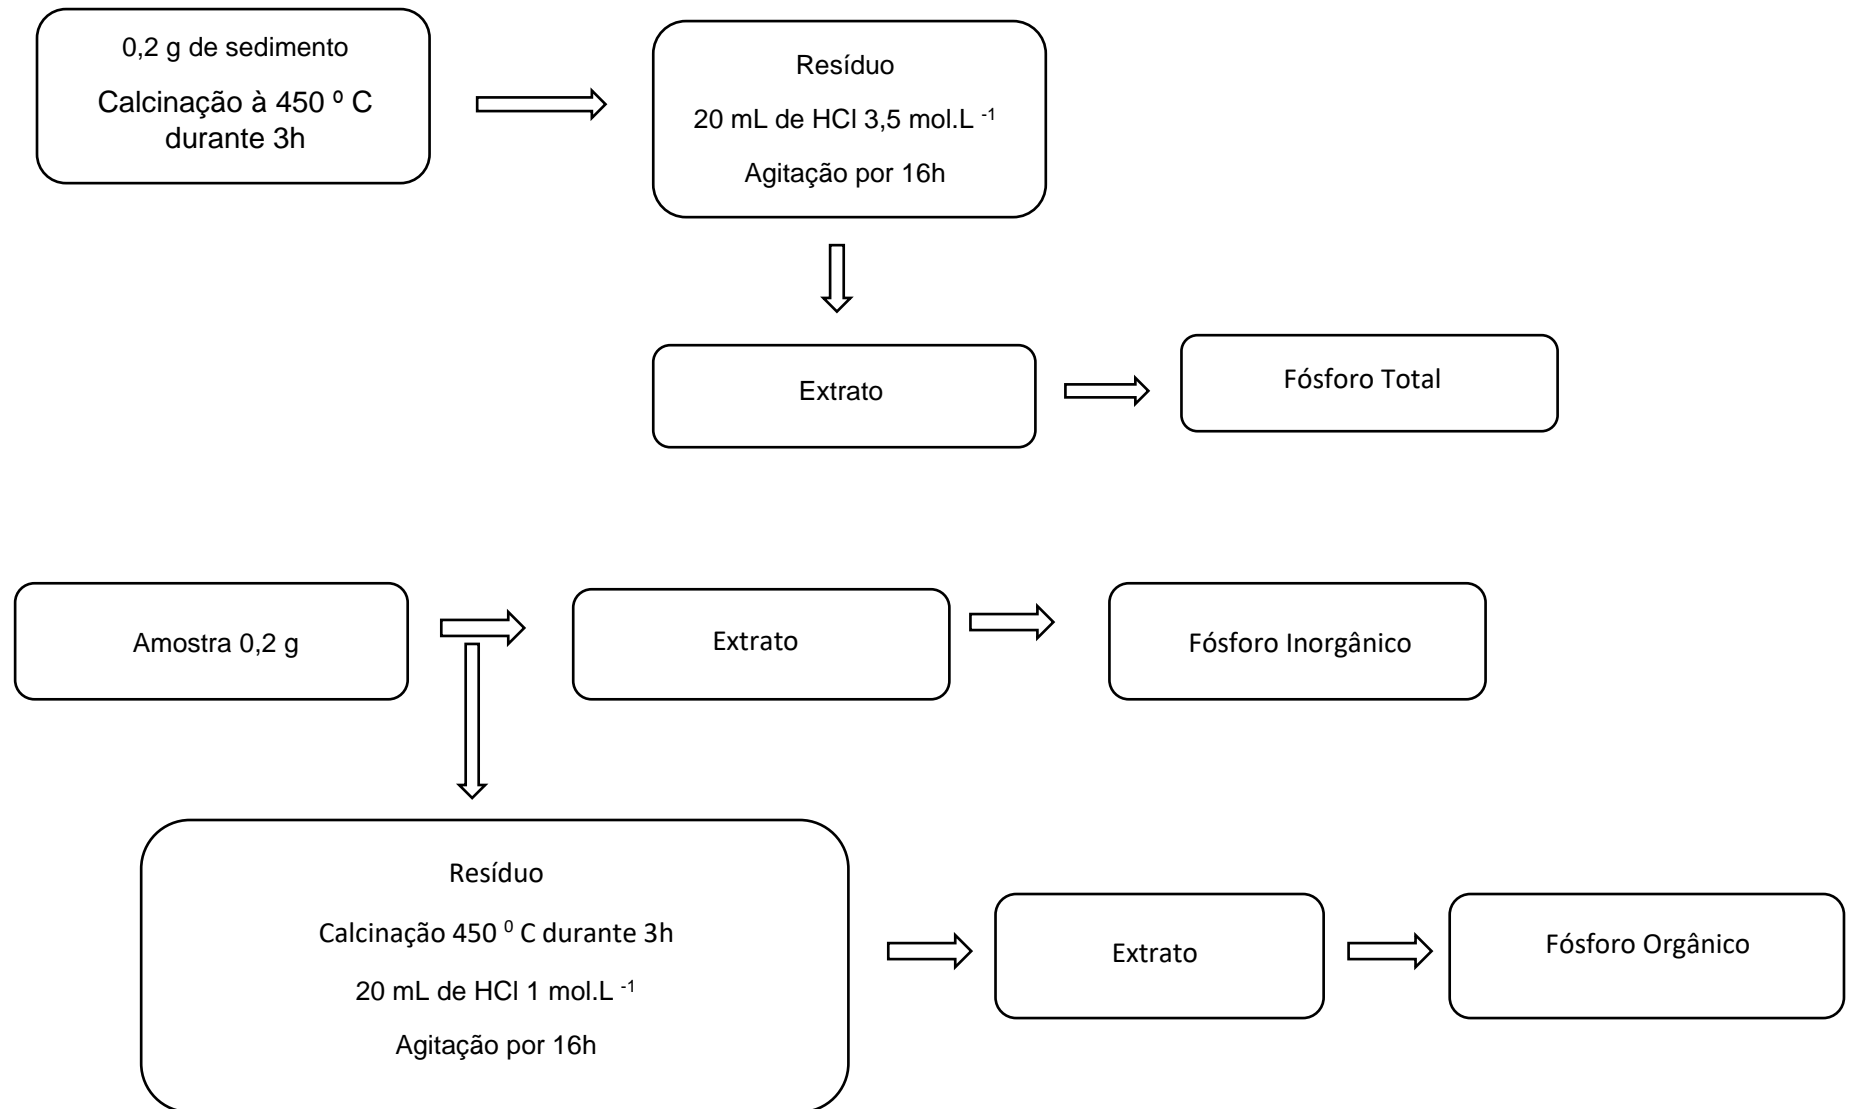 0,2 g de sedimento
Calcinação à 450 º C
durante 3h
Resíduo
20 mL de HCl 3,5 mol.L -1
Agitação por 16h
Extrato
Fósforo Total
Amostra 0,2 g
Extrato
Fósforo Inorgânico
Resíduo
Calcinação 450 0 C durante 3h
20 mL de HCl 1 mol.L -1
Agitação por 16h
Extrato
Fósforo Orgânico